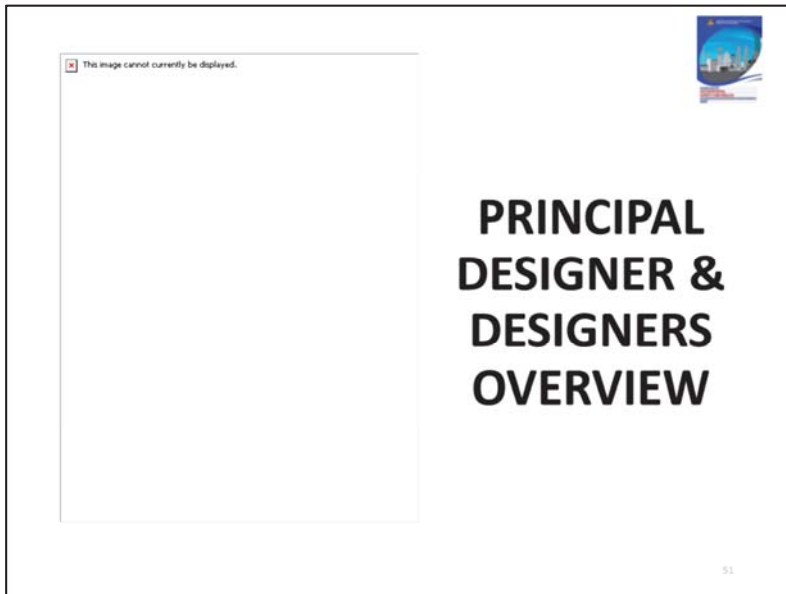 This image cannot currently be displayed.
PRINCIPAL
DESIGNER &
DESIGNERS
OVERVIEW
51